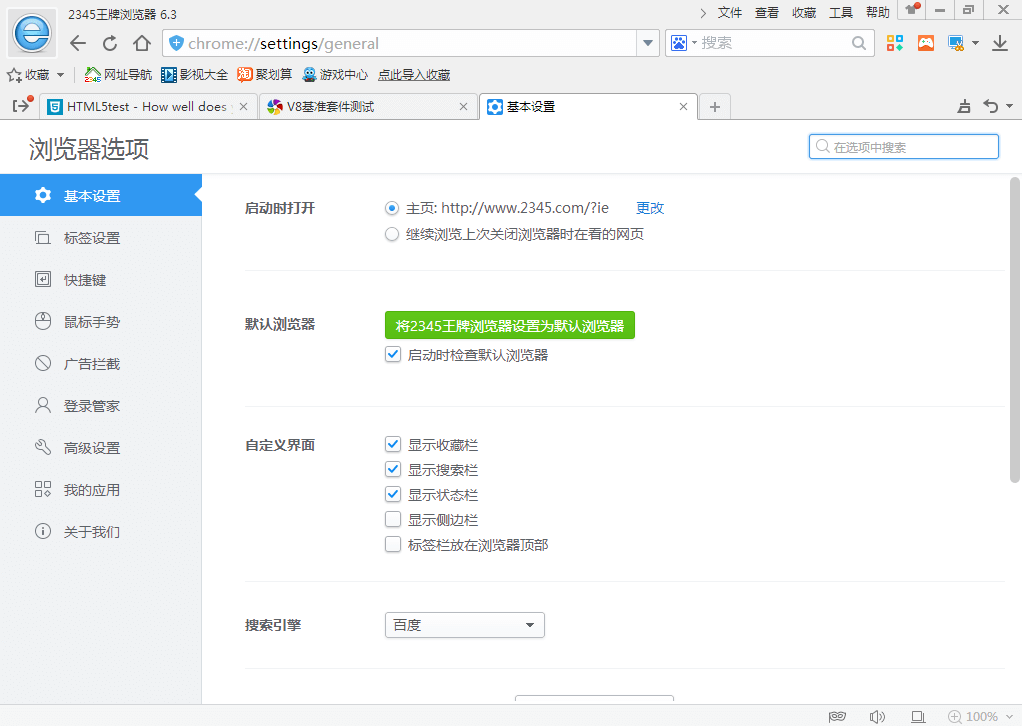 2345王牌浏览器 6.3
文件 查看 收藏 工具 帮助
chrome://settings/general
搜索
收藏 网址导航 影视大全 聚划算 游戏中心 点此导入收藏
HTML5test - How well does
V8基准套件测试
基本设置
浏览器选项
在选项中搜索
基本设置
标签设置
快捷键
鼠标手势
广告拦截
登录管家
高级设置
我的应用
关于我们
启动时打开
主页: http://www.2345.com/?ie 更改
继续浏览上次关闭浏览器时在看的网页
默认浏览器
将2345王牌浏览器设置为默认浏览器
启动时检查默认浏览器
自定义界面
显示收藏栏
显示搜索栏
显示状态栏
显示侧边栏
标签栏放在浏览器顶部
搜索引擎
百度
100%